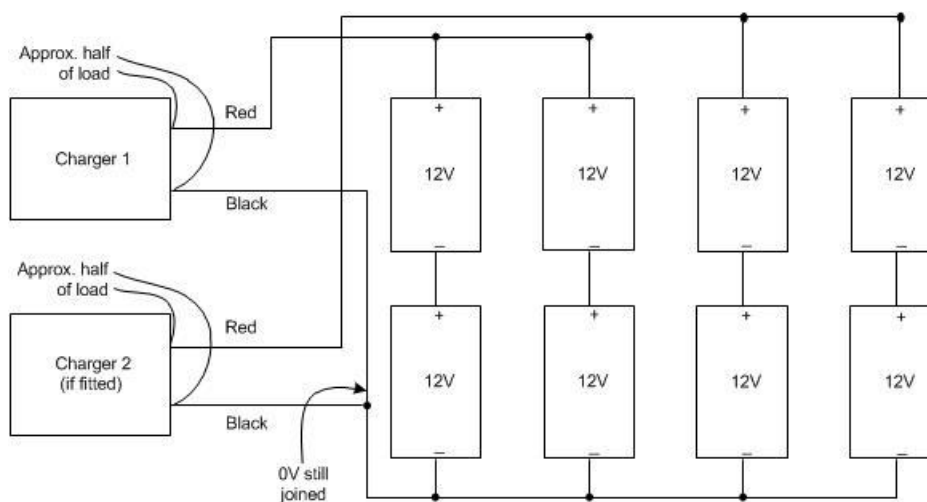 Approx. half
of load
Red
Charger 1
Black
Approx. half
of load
Red
Charger 2
(if fitted)
Black
0V still
joined
+
12V
_
+
12V
_
+
12V
_
+
12V
_
+
12V
_
+
12V
_
+
12V
_
+
12V
_